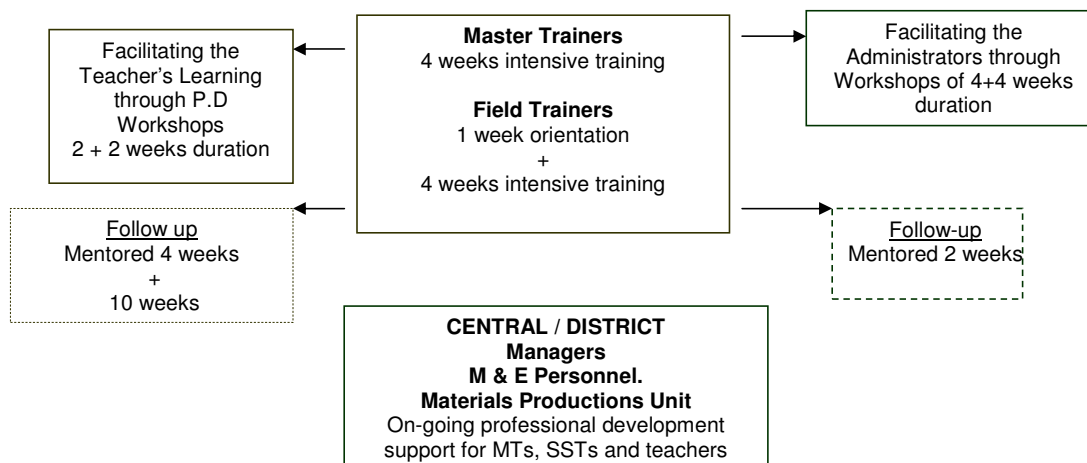 Facilitating the
Teacher's Learning
through P.D
Workshops
2 + 2 weeks duration
Master Trainers
4 weeks intensive training
Field Trainers
1 week orientation
+
4 weeks intensive training
Facilitating the
Administrators through
Workshops of 4+4 weeks
duration
Follow up
Mentored 4 weeks
+
10 weeks
Follow-up
Mentored 2 weeks
CENTRAL / DISTRICT
Managers
M & E Personnel.
Materials Productions Unit
On-going professional development
support for MTs, SSTs and teachers